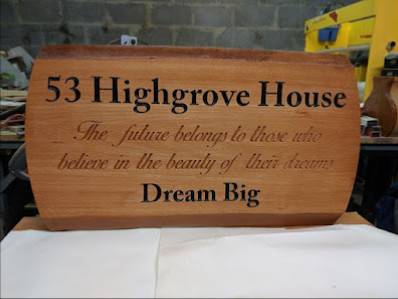 53 Highgrove House
The future belongs to those who
believe in the beauty of their dreams
Dream Big